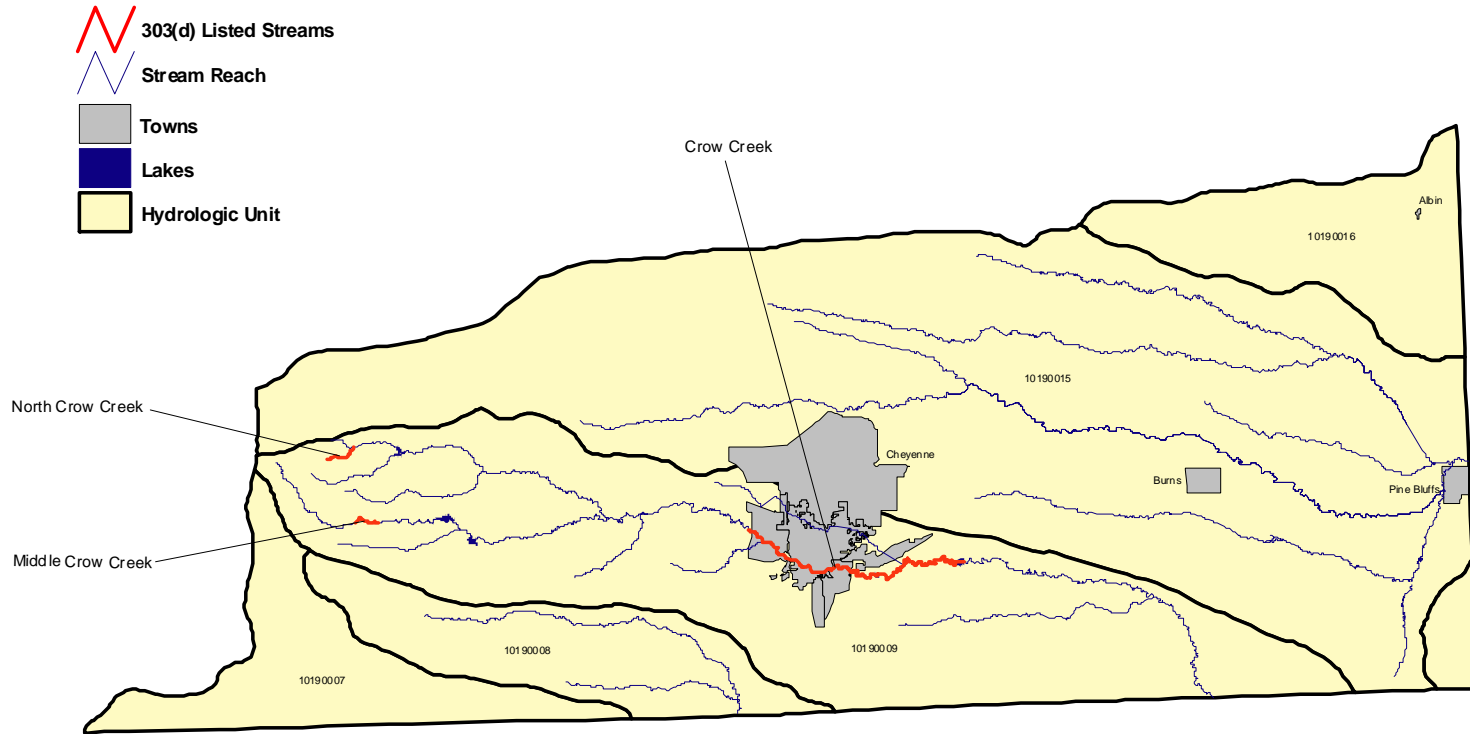 303(d) Listed Streams
Stream Reach
Towns
Lakes
Hydrologic Unit
Crow Creek
Albin
10190016
10190015
North Crow Creek
Cheyenne
Burns
Pine Bluffs
Middle Crow Creek
10190008
10190009
10190007